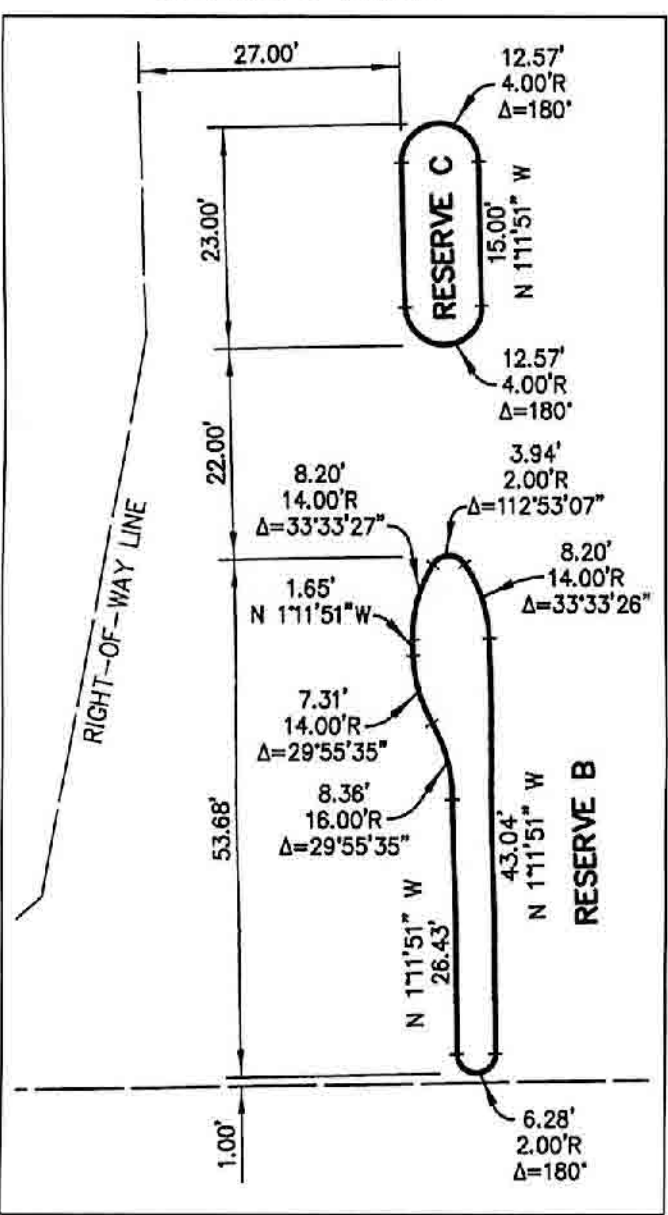 27.00'
12.57'
4.00'R
Δ=180°
23.00'
RESERVE C
15.00'
N 1°11'51" W
12.57'
4.00'R
Δ=180°
22.00'
RIGHT-OF-WAY LINE
8.20'
14.00'R
Δ=33°33'27"
3.94'
2.00'R
Δ=112°53'07"
8.20'
14.00'R
Δ=33°33'26"
1.65'
N 1°11'51"W
7.31'
14.00'R
Δ=29°55'35"
8.36'
16.00'R
Δ=29°55'35"
53.68'
43.04'
N 1°11'51" W
RESERVE B
N 1°11'51" W
26.43'
1.00'
6.28'
2.00'R
Δ=180°